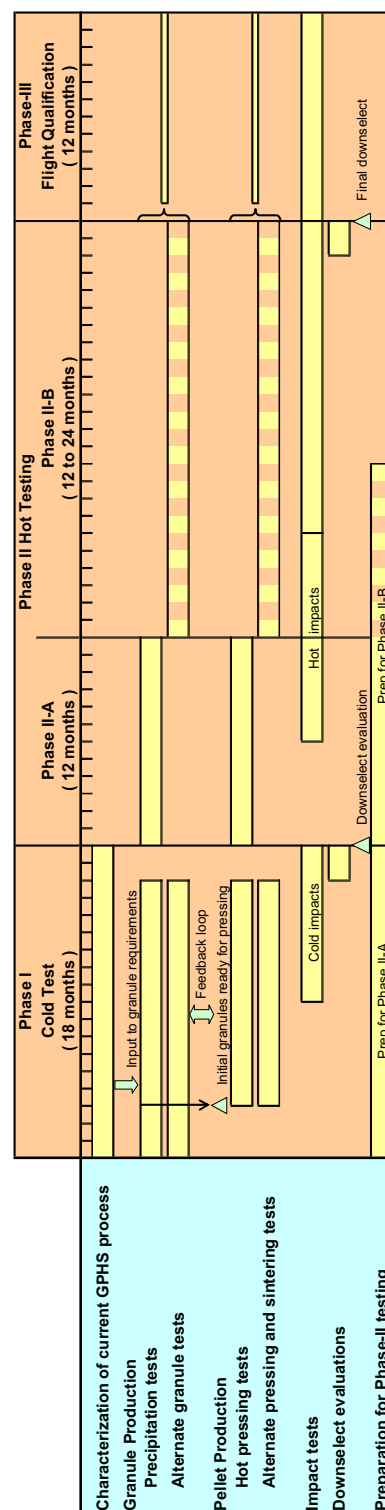 Phase I
Cold Test
( 18 months )
Phase II Hot Testing
Phase II-A
( 12 months )
Phase II-B
( 12 to 24 months )
Phase-III
Flight Qualification
( 12 months )
Characterization of current GPHS process
Granule Production
Input to granule requirements
Precipitation tests
Alternate granule tests
Feedback loop
Pellet Production
Initial granules ready for pressing
Hot pressing tests
Alternate pressing and sintering tests
Impact tests
Cold impacts
Hot impacts
Downselect evaluations
Downselect evaluation
Final downselect
Preparation for Phase-II testing
Prep for Phase II-A
Prep for Phase II-B